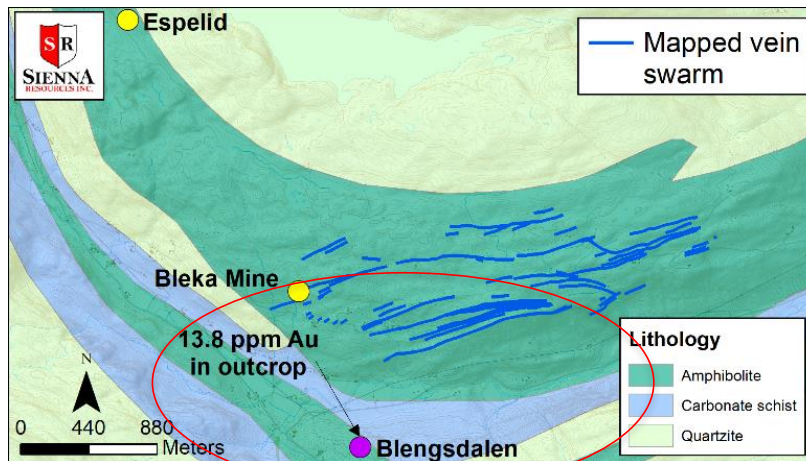 Espelid
S R
SIENNA
RESOURCES INC.
Mapped vein
swarm
Bleka Mine
13.8 ppm Au
in outcrop
N
0 440 880
Meters
Blengsdalen
Lithology
Amphibolite
Carbonate schist
Quartzite